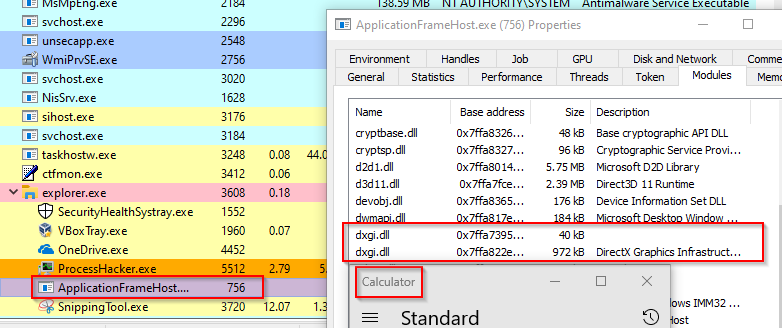 MsMpEng.exe 2184 138.59 MB NT AUTHORITY\SYSTEM Antimalware Service Executable
svchost.exe 2296
unsecapp.exe 2548
WmiPrvSE.exe 2756
svchost.exe 3020
NisSrv.exe 1628
sihost.exe 3176
svchost.exe 3184
taskhostw.exe 3248 0.08 44.0
ctfmon.exe 3412 0.06
explorer.exe 3608 0.18
SecurityHealthSystray.exe 1552
VBoxTray.exe 1960 0.07
OneDrive.exe 4452
ProcessHacker.exe 5512 2.79 5.
ApplicationFrameHost.... 756
SnippingTool.exe 3720 12.07 1.
ApplicationFrameHost.exe (756) Properties
Environment Handles Job GPU Disk and Network Comme
General Statistics Performance Threads Token Modules Memo
Name Base address Size Description
cryptbase.dll 0x7ffa8326... 48 kB Base cryptographic API DLL
cryptsp.dll 0x7ffa8327... 96 kB Cryptographic Service Provi...
d2d1.dll 0x7ffa8014... 5.75 MB Microsoft D2D Library
d3d11.dll 0x7ffa7fce... 2.39 MB Direct3D 11 Runtime
devobj.dll 0x7ffa8365... 176 kB Device Information Set DLL
dwmapi.dll 0x7ffa817e... 184 kB Microsoft Desktop Window ...
dxgi.dll 0x7ffa7395... 40 kB
dxgi.dll 0x7ffa822e... 972 kB DirectX Graphics Infrastruct...
Calculator
ndows IMM32 ...
Host
Standard